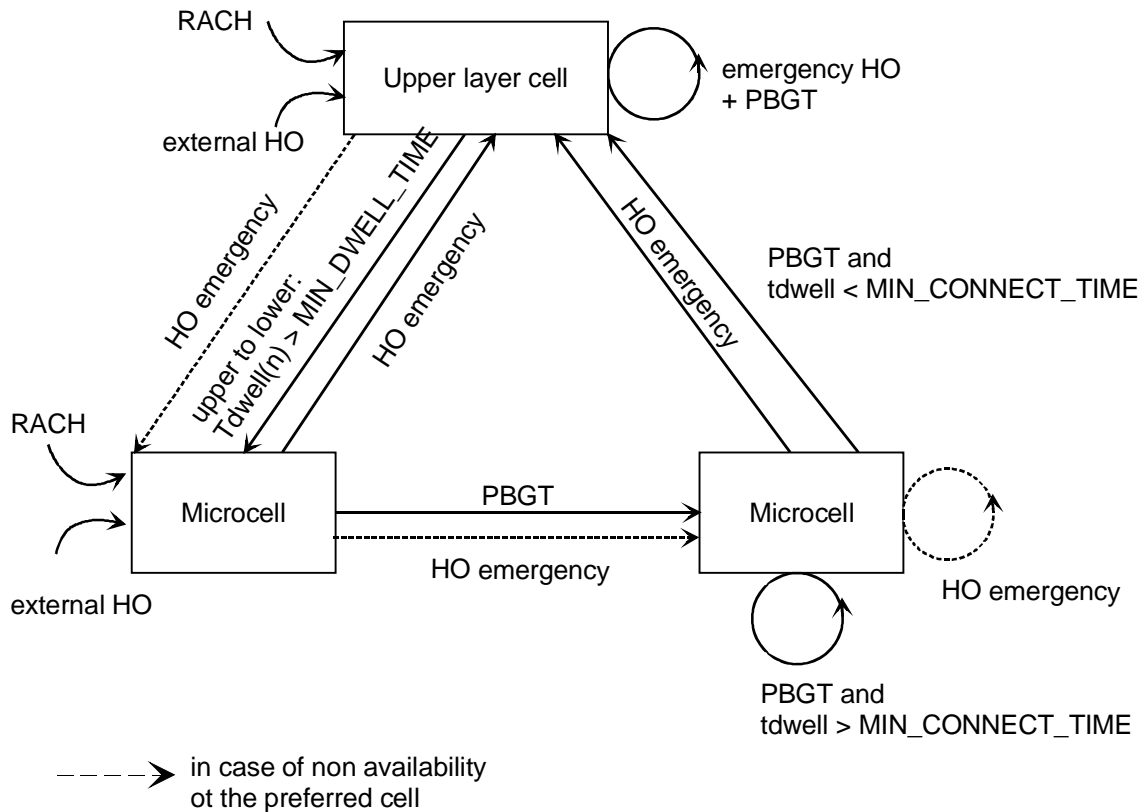 RACH
Upper layer cell
emergency HO
+ PBGT
external HO
HO emergency
upper to lower:
Tdwell(n) > MIN_DWELL_TIME
HO emergency
HO emergency
PBGT and
tdwell < MIN_CONNECT_TIME
RACH
Microcell
PBGT
Microcell
HO emergency
external HO
HO emergency
PBGT and
tdwell > MIN_CONNECT_TIME
in case of non availability
ot the preferred cell